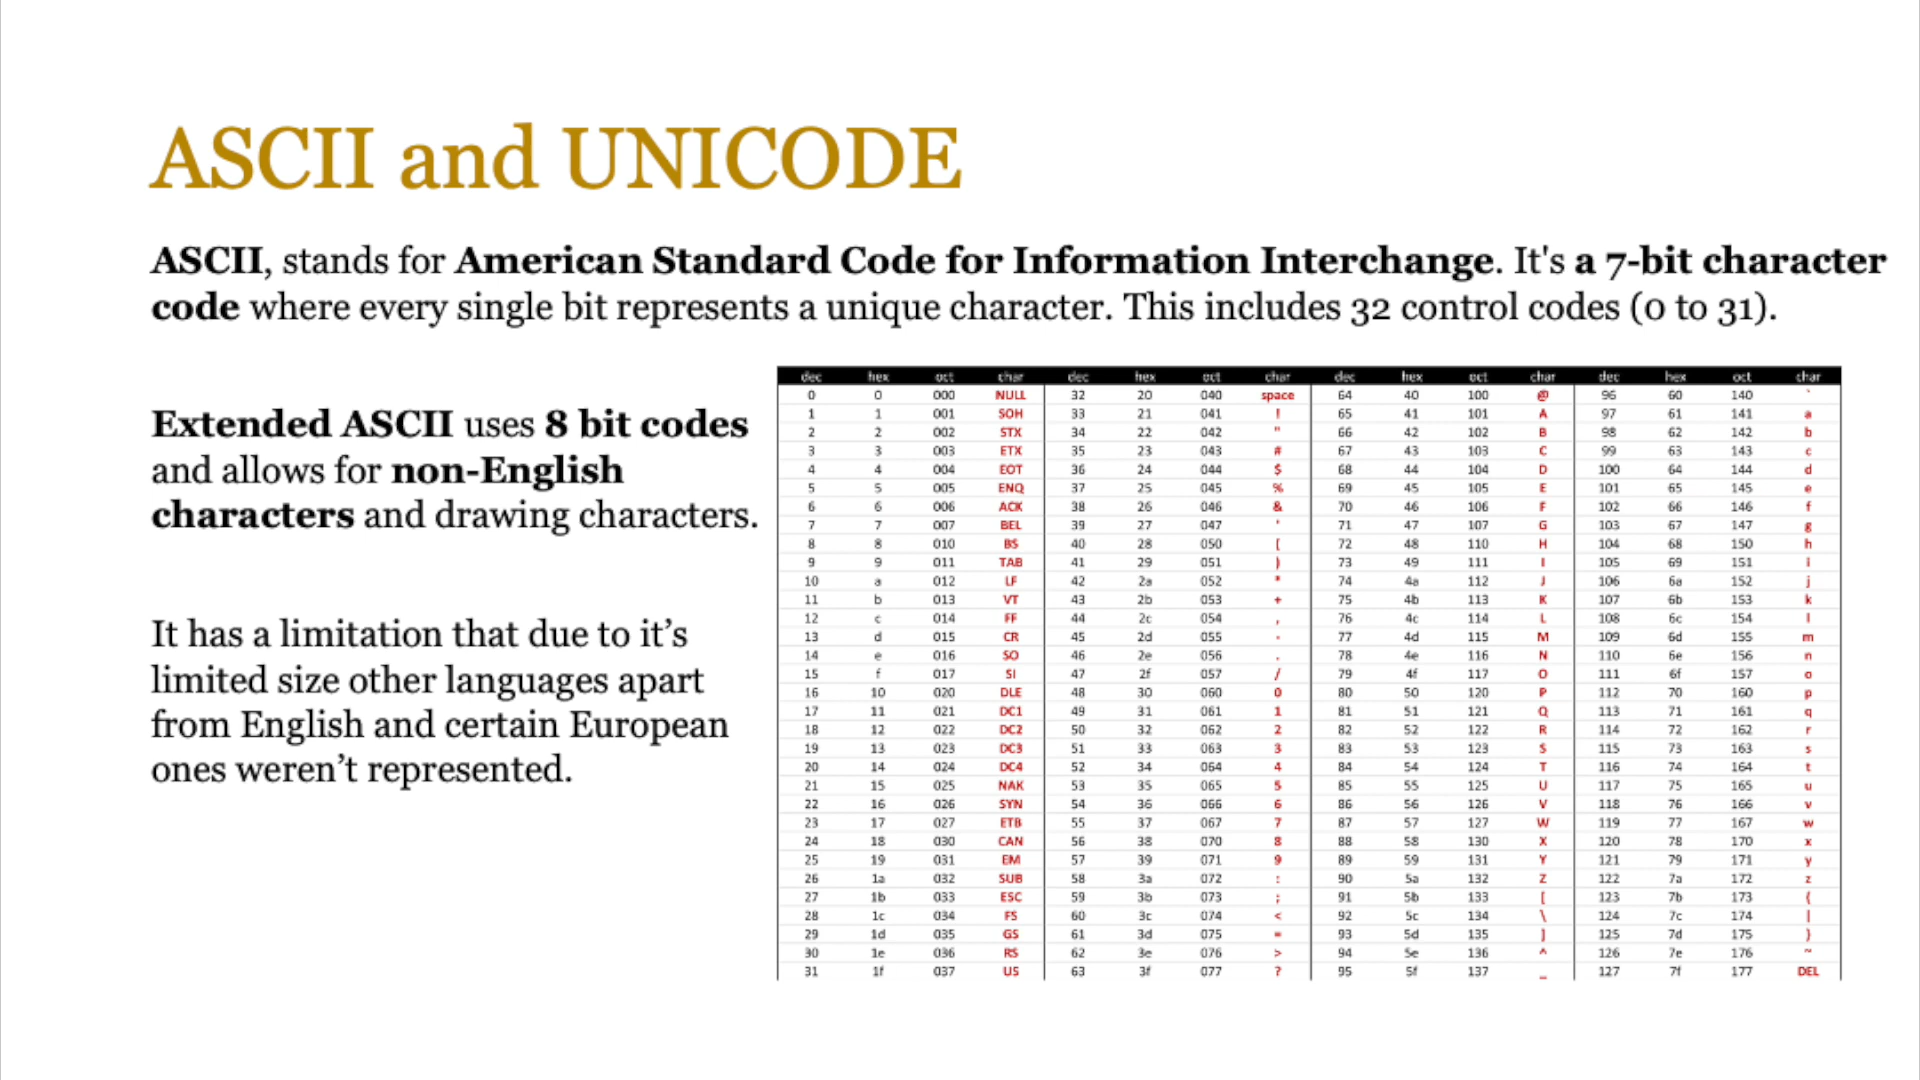 ASCII and UNICODE
ASCII, stands for American Standard Code for Information Interchange. It's a 7-bit character
code where every single bit represents a unique character. This includes 32 control codes (0 to 31).
Extended ASCII uses 8 bit codes
and allows for non-English
characters and drawing characters.
It has a limitation that due to it’s
limited size other languages apart
from English and certain European
ones weren’t represented.
dec hex oct char dec hex oct char dec hex oct char dec hex oct char
0 0 000 NULL 32 20 040 space 64 40 100 @ 96 60 140 `
1 1 001 SOH 33 21 041 ! 65 41 101 A 97 61 141 a
2 2 002 STX 34 22 042 " 66 42 102 B 98 62 142 b
3 3 003 ETX 35 23 043 # 67 43 103 C 99 63 143 c
4 4 004 EOT 36 24 044 $ 68 44 104 D 100 64 144 d
5 5 005 ENQ 37 25 045 % 69 45 105 E 101 65 145 e
6 6 006 ACK 38 26 046 & 70 46 106 F 102 66 146 f
7 7 007 BEL 39 27 047 ' 71 47 107 G 103 67 147 g
8 8 010 BS 40 28 050 ( 72 48 110 H 104 68 150 h
9 9 011 TAB 41 29 051 ) 73 49 111 I 105 69 151 i
10 a 012 LF 42 2a 052 * 74 4a 112 J 106 6a 152 j
11 b 013 VT 43 2b 053 + 75 4b 113 K 107 6b 153 k
12 c 014 FF 44 2c 054 , 76 4c 114 L 108 6c 154 l
13 d 015 CR 45 2d 055 - 77 4d 115 M 109 6d 155 m
14 e 016 SO 46 2e 056 . 78 4e 116 N 110 6e 156 n
15 f 017 SI 47 2f 057 / 79 4f 117 O 111 6f 157 o
16 10 020 DLE 48 30 060 0 80 50 120 P 112 70 160 p
17 11 021 DC1 49 31 061 1 81 51 121 Q 113 71 161 q
18 12 022 DC2 50 32 062 2 82 52 122 R 114 72 162 r
19 13 023 DC3 51 33 063 3 83 53 123 S 115 73 163 s
20 14 024 DC4 52 34 064 4 84 54 124 T 116 74 164 t
21 15 025 NAK 53 35 065 5 85 55 125 U 117 75 165 u
22 16 026 SYN 54 36 066 6 86 56 126 V 118 76 166 v
23 17 027 ETB 55 37 067 7 87 57 127 W 119 77 167 w
24 18 030 CAN 56 38 070 8 88 58 130 X 120 78 170 x
25 19 031 EM 57 39 071 9 89 59 131 Y 121 79 171 y
26 1a 032 SUB 58 3a 072 : 90 5a 132 Z 122 7a 172 z
27 1b 033 ESC 59 3b 073 ; 91 5b 133 [ 123 7b 173 {
28 1c 034 FS 60 3c 074 < 92 5c 134 \ 124 7c 174 |
29 1d 035 GS 61 3d 075 = 93 5d 135 ] 125 7d 175 }
30 1e 036 RS 62 3e 076 > 94 5e 136 ^ 126 7e 176 ~
31 1f 037 US 63 3f 077 ? 95 5f 137 _ 127 7f 177 DEL